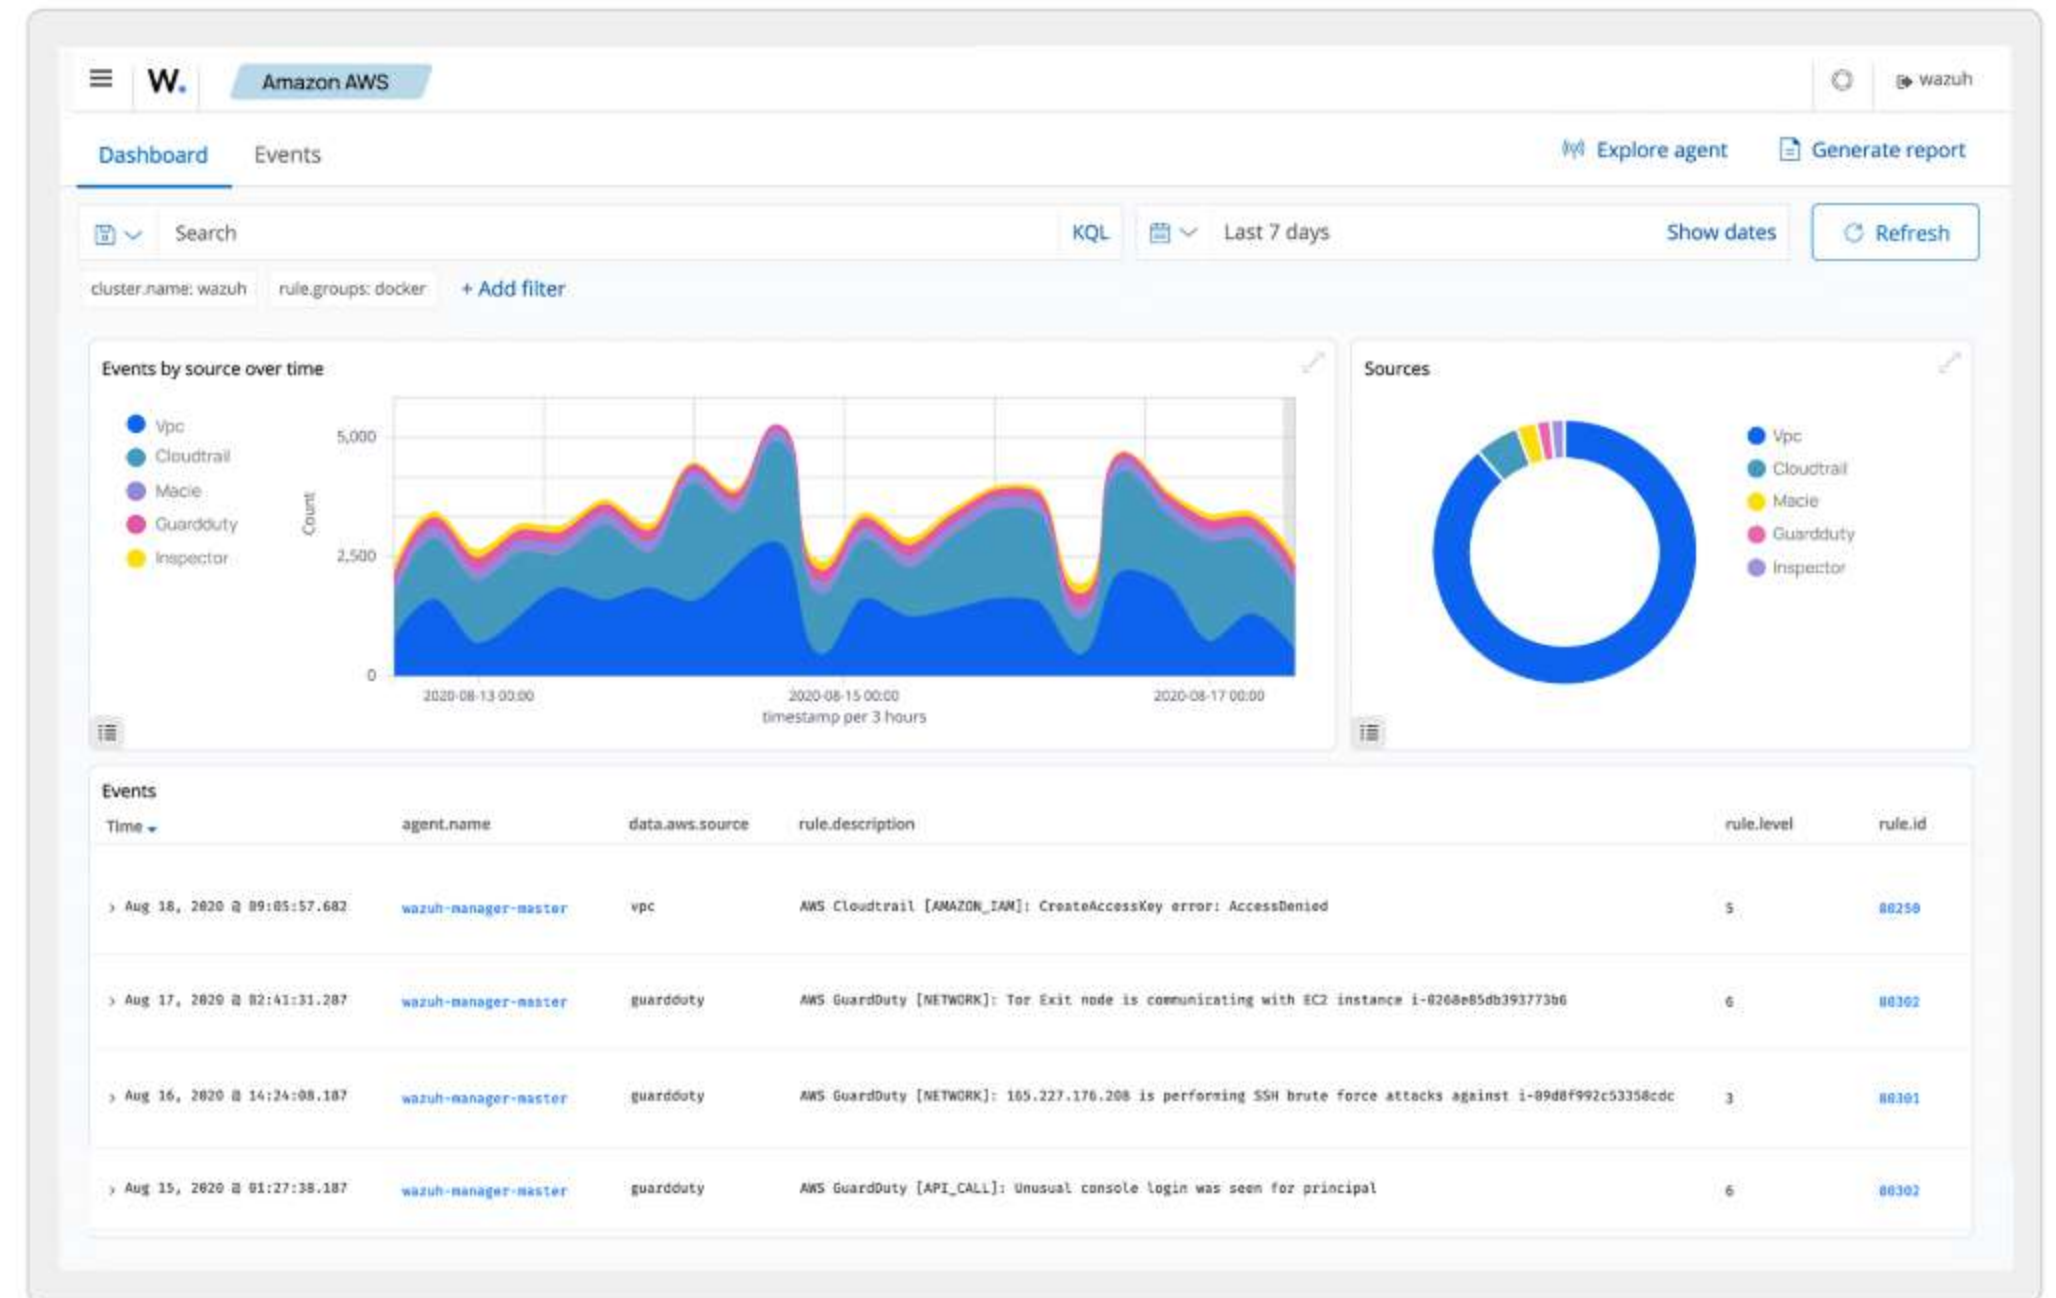 W. Amazon AWS wazuh
Dashboard Events Explore agent Generate report
Search KQL Last 7 days Show dates Refresh
cluster.name: wazuh rule.groups: docker + Add filter
Events by source over time
Vpc
Cloudtrail
Macie
Guardduty
Inspector
Count
5,000
2,500
0
2020-08-13 00:00 2020-08-15 00:00 2020-08-17 00:00
timestamp per 3 hours
Sources
Vpc
Cloudtrail
Macie
Guardduty
Inspector
Events
Time agent.name data.aws.source rule.description rule.level rule.id
Aug 18, 2020 @ 09:05:57.682 wazuh-manager-master vpc AWS Cloudtrail [AMAZON_IAM]: CreateAccessKey error: AccessDenied 5 80250
Aug 17, 2020 @ 02:41:31.287 wazuh-manager-master guardduty AWS GuardDuty [NETWORK]: Tor Exit node is communicating with EC2 instance i-0268e85db393773b6 6 80302
Aug 16, 2020 @ 14:24:08.187 wazuh-manager-master guardduty AWS GuardDuty [NETWORK]: 165.227.176.208 is performing SSH brute force attacks against i-09d8f992c53358cdc 3 80301
Aug 15, 2020 @ 01:27:38.187 wazuh-manager-master guardduty AWS GuardDuty [API_CALL]: Unusual console login was seen for principal 6 80302